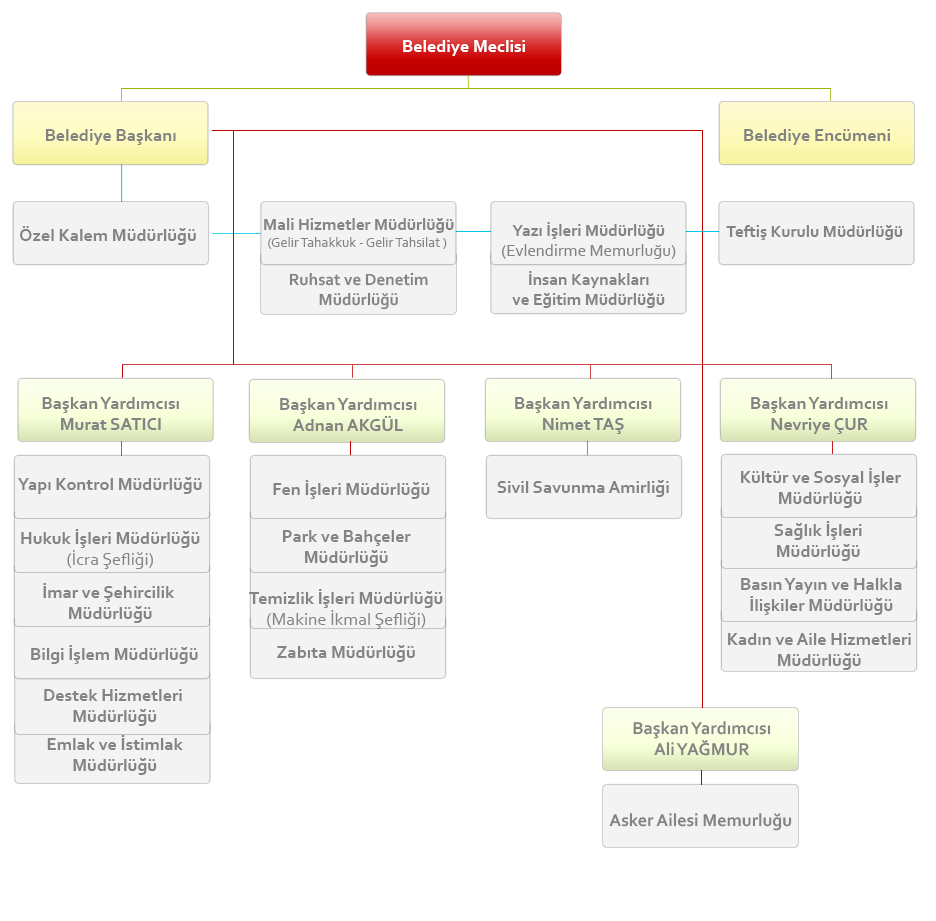 Belediye Meclisi
Belediye Başkanı
Belediye Encümeni
Özel Kalem Müdürlüğü
Mali Hizmetler Müdürlüğü
(Gelir Tahakkuk - Gelir Tahsilat )
Ruhsat ve Denetim
Müdürlüğü
Yazı İşleri Müdürlüğü
(Evlendirme Memurluğu)
İnsan Kaynakları
ve Eğitim Müdürlüğü
Teftiş Kurulu Müdürlüğü
Başkan Yardımcısı
Murat SATICI
Yapı Kontrol Müdürlüğü
Hukuk İşleri Müdürlüğü
(İcra Şefliği)
İmar ve Şehircilik
Müdürlüğü
Bilgi İşlem Müdürlüğü
Destek Hizmetleri
Müdürlüğü
Emlak ve İstimlak
Müdürlüğü
Başkan Yardımcısı
Adnan AKGÜL
Fen İşleri Müdürlüğü
Park ve Bahçeler
Müdürlüğü
Temizlik İşleri Müdürlüğü
(Makine İkmal Şefliği)
Zabıta Müdürlüğü
Başkan Yardımcısı
Nimet TAŞ
Sivil Savunma Amirliği
Başkan Yardımcısı
Nevriye ÇUR
Kültür ve Sosyal İşler
Müdürlüğü
Sağlık İşleri
Müdürlüğü
Basın Yayın ve Halkla
İlişkiler Müdürlüğü
Kadın ve Aile Hizmetleri
Müdürlüğü
Başkan Yardımcısı
Ali YAĞMUR
Asker Ailesi Memurluğu